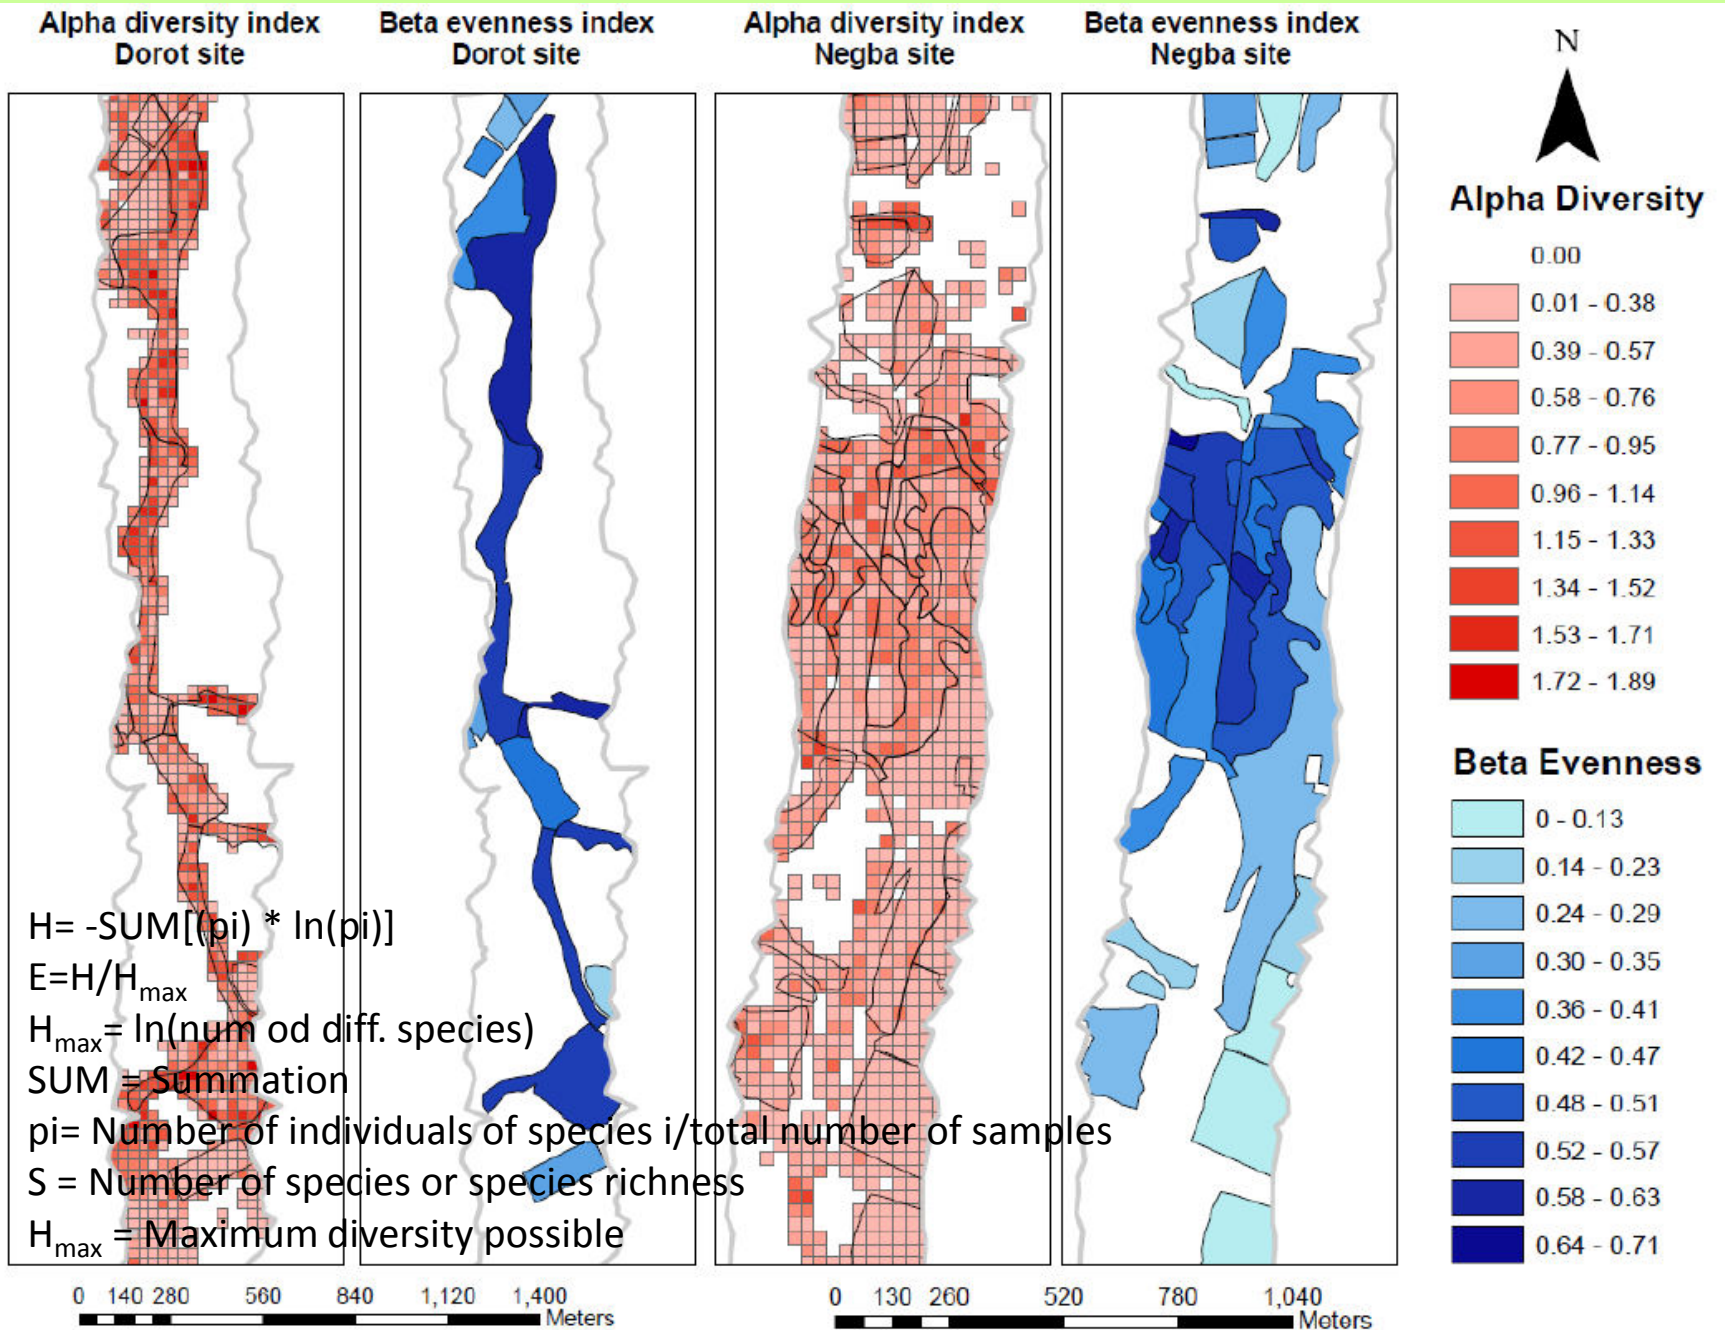 Alpha diversity index
Dorot site
Beta evenness index
Dorot site
Alpha diversity index
Negba site
Beta evenness index
Negba site
N
Alpha Diversity
0.00
0.01 - 0.38
0.39 - 0.57
0.58 - 0.76
0.77 - 0.95
0.96 - 1.14
1.15 - 1.33
1.34 - 1.52
1.53 - 1.71
1.72 - 1.89
Beta Evenness
0 - 0.13
0.14 - 0.23
0.24 - 0.29
0.30 - 0.35
0.36 - 0.41
0.42 - 0.47
0.48 - 0.51
0.52 - 0.57
0.58 - 0.63
0.64 - 0.71
H= -SUM[(pi) * ln(pi)]
E=H/Hmax
Hmax= ln(num od diff. species)
SUM = Summation
pi= Number of individuals of species i/total number of samples
S = Number of species or species richness
Hmax = Maximum diversity possible
0 140 280 560 840 1,120 1,400
Meters
0 130 260 520 780 1,040
Meters